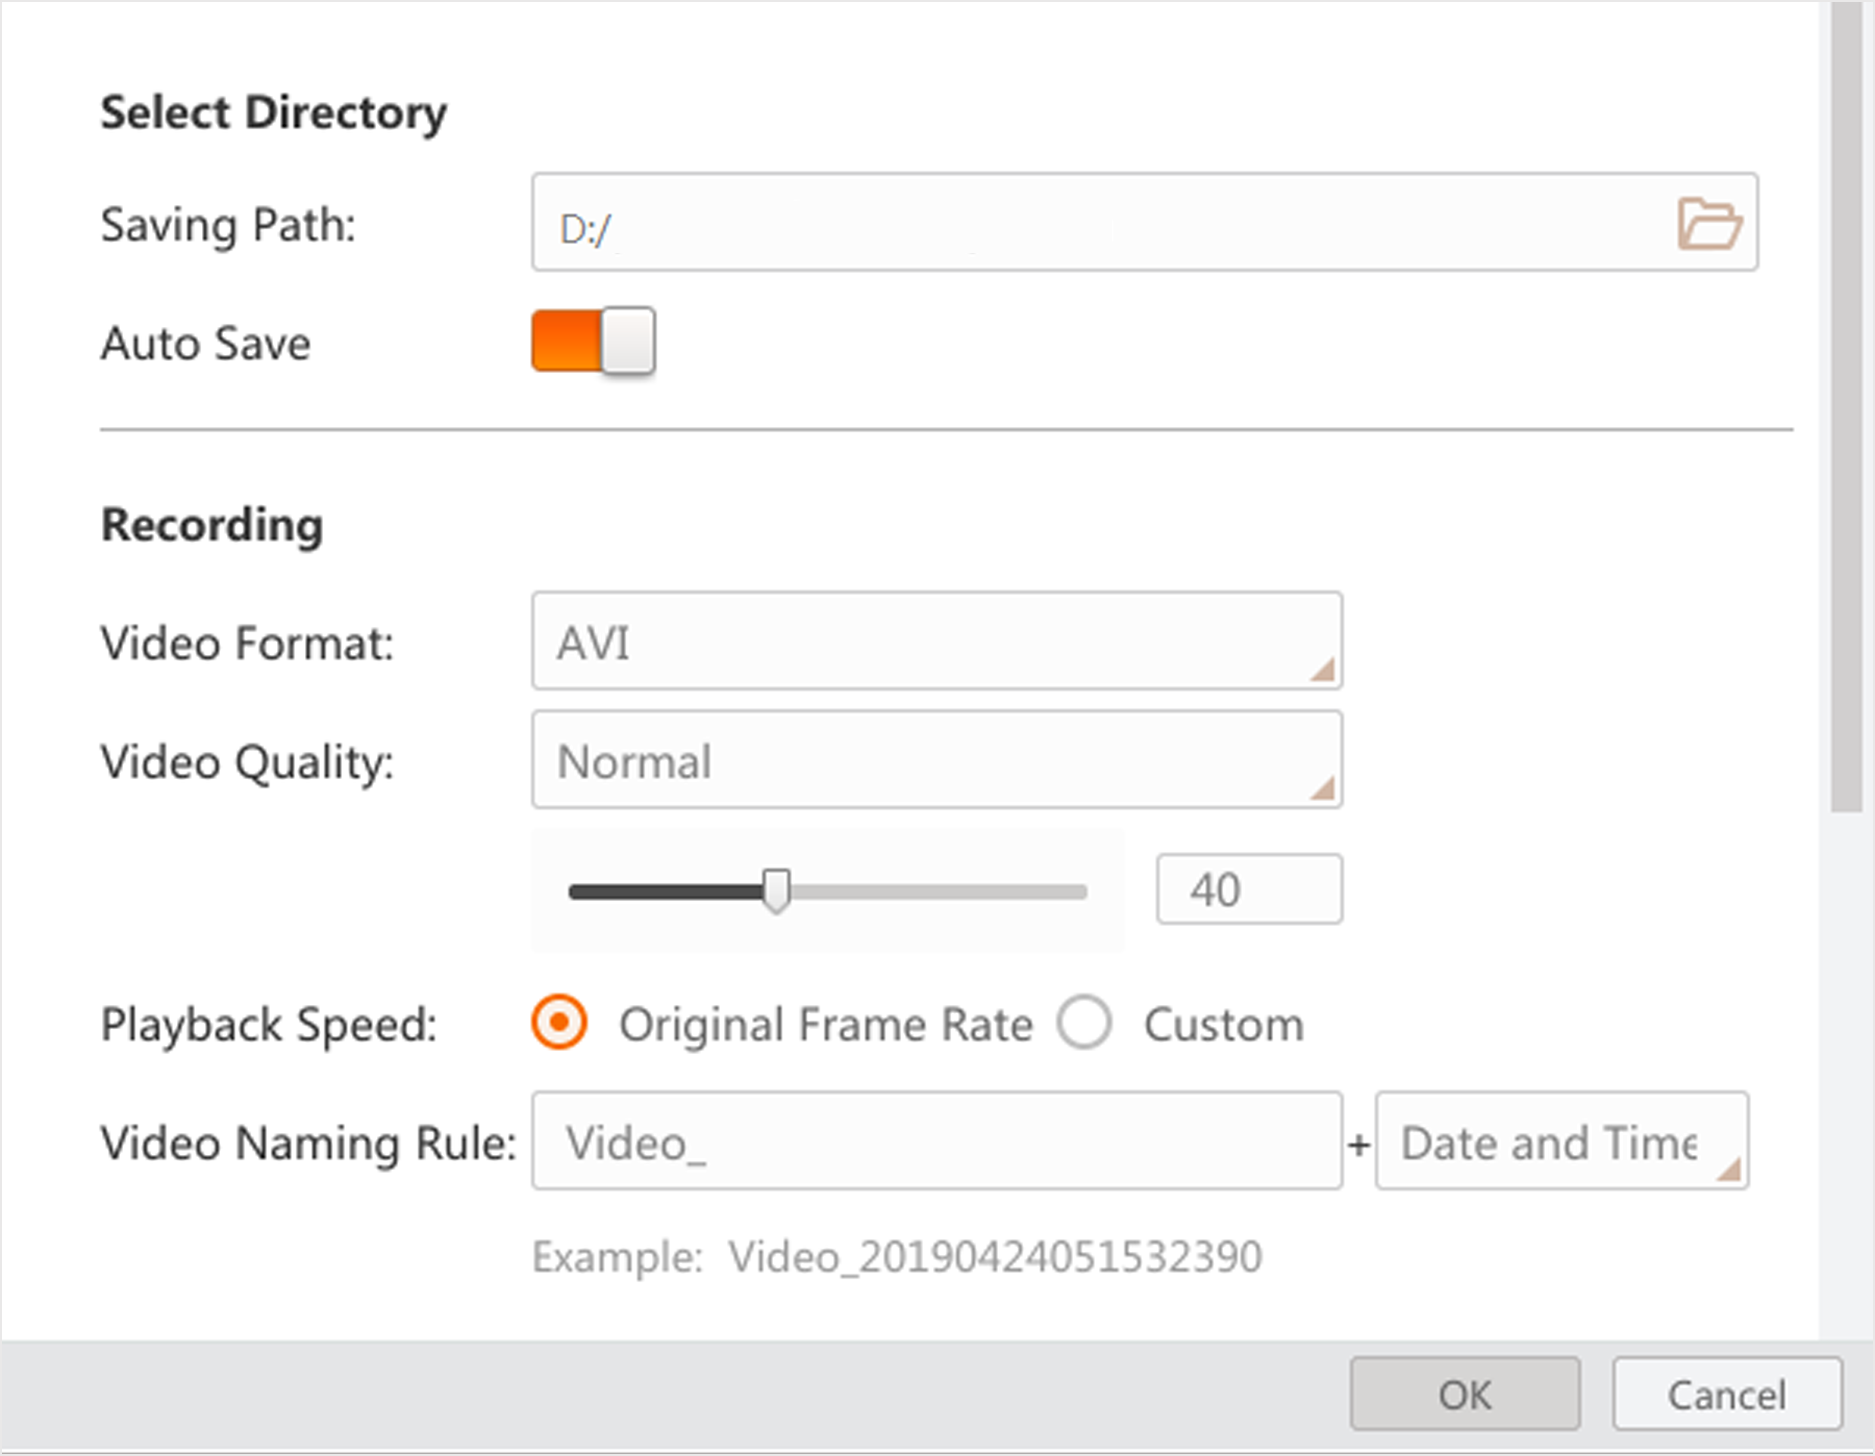 Select Directory
Saving Path: D:/
Auto Save
Recording
Video Format: AVI
Video Quality: Normal
40
Playback Speed: Original Frame Rate Custom
Video Naming Rule: Video_ + Date and Time
Example: Video_20190424051532390
OK Cancel